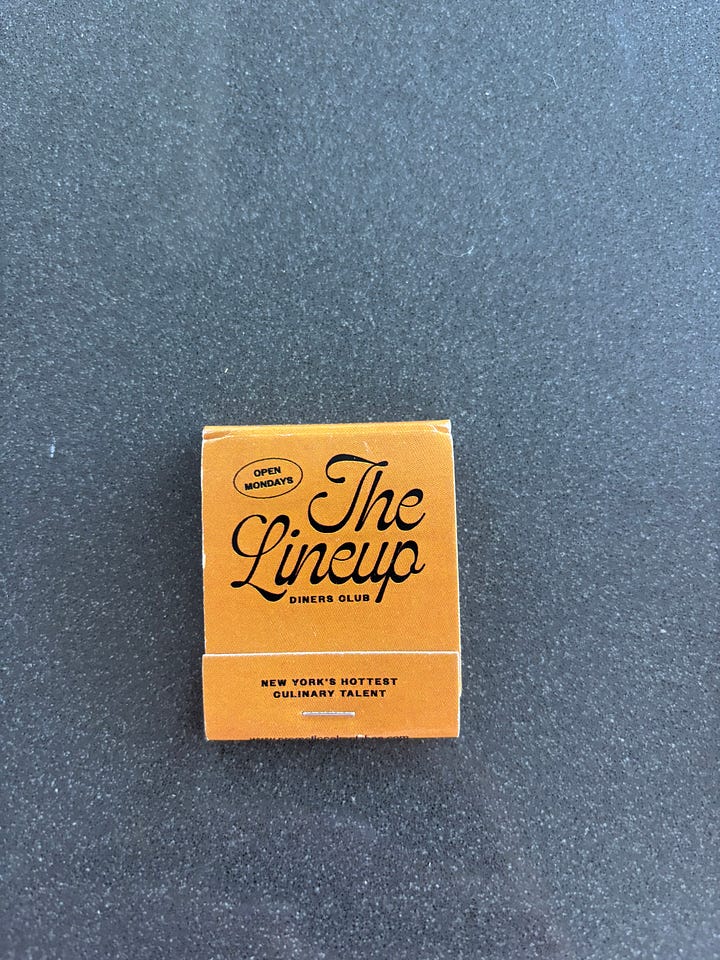 OPEN
MONDAYS
The
Lineup
DINERS CLUB
NEW YORK'S HOTTEST
CULINARY TALENT